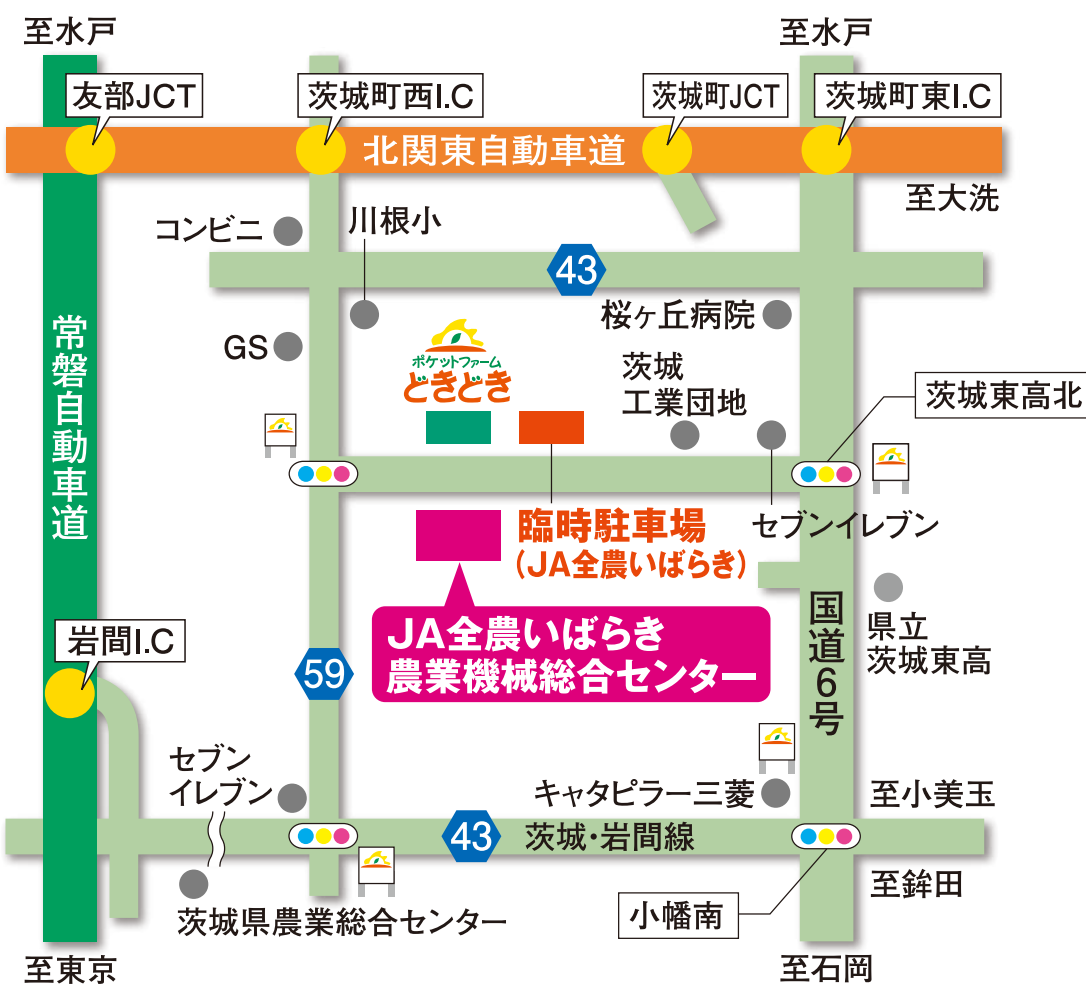 至水戸
至水戸
友部JCT
茨城町西I.C
茨城町JCT
茨城町東I.C
北関東自動車道
至大洗
コンビニ
川根小
43
桜ヶ丘病院
GS
常磐自動車道
ポケットファーム
どきどき
茨城
工業団地
茨城東高北
臨時駐車場
(JA全農いばらき)
セブンイレブン
JA全農いばらき
農業機械総合センター
国道6号
県立
茨城東高
岩間I.C
59
セブン
イレブン
キャタピラー三菱
至小美玉
43
茨城・岩間線
至鉾田
茨城県農業総合センター
小幡南
至東京
至石岡